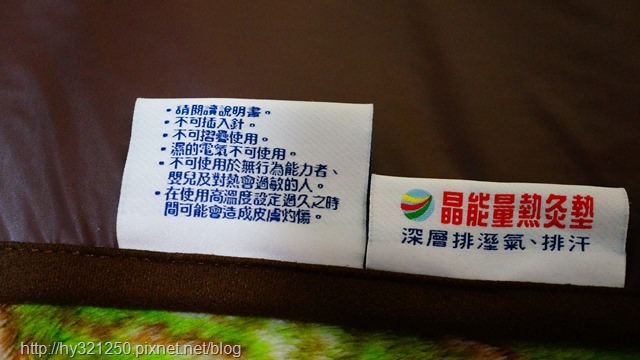 •請閱讀說明書。
•不可插入針。
•不可摺疊使用。
•濕的電氣不可使用。
•不可使用於無行為能力者、
嬰兒及對熱會過敏的人。
•在使用高溫度設定過久之時
間可能會造成皮膚灼傷。
晶能量熱灸墊
深層排溼氣、排汗
http://hy321250.pixnet.net/blog